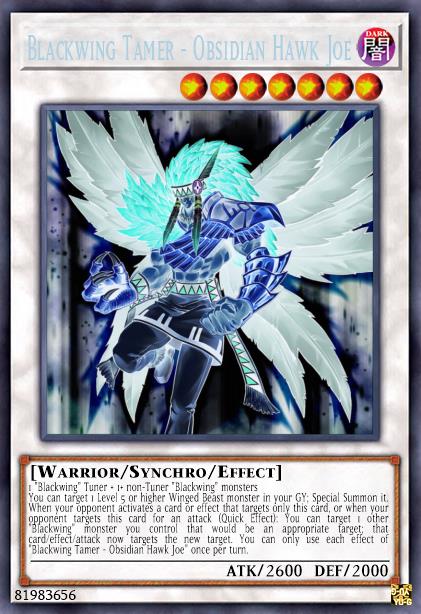 Blackwing Tamer - Obsidian Hawk Joe
DARK
闇
[Warrior/Synchro/Effect]
1 "Blackwing" Tuner + 1+ non-Tuner "Blackwing" monsters
You can target 1 Level 5 or higher Winged Beast monster in your GY; Special Summon it.
When your opponent activates a card or effect that targets only this card, or when your
opponent targets this card for an attack (Quick Effect): You can target 1 other
"Blackwing" monster you control that would be an appropriate target; that
card/effect/attack now targets the new target. You can only use each effect of
"Blackwing Tamer - Obsidian Hawk Joe" once per turn.
ATK/2600 DEF/2000
81983656